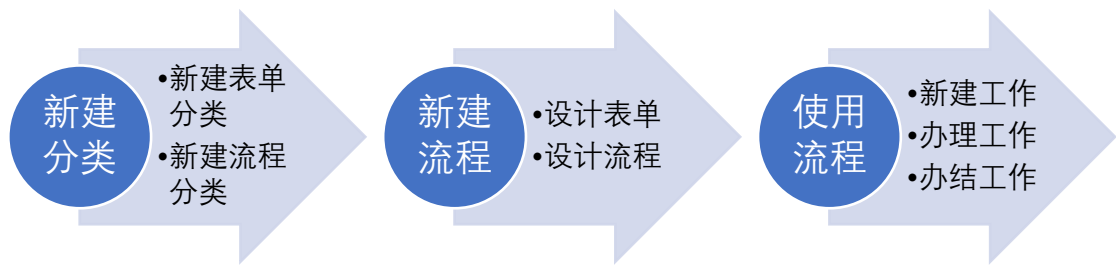 新建
分类
•新建表单
分类
•新建流程
分类
新建
流程
•设计表单
•设计流程
使用
流程
•新建工作
•办理工作
•办结工作